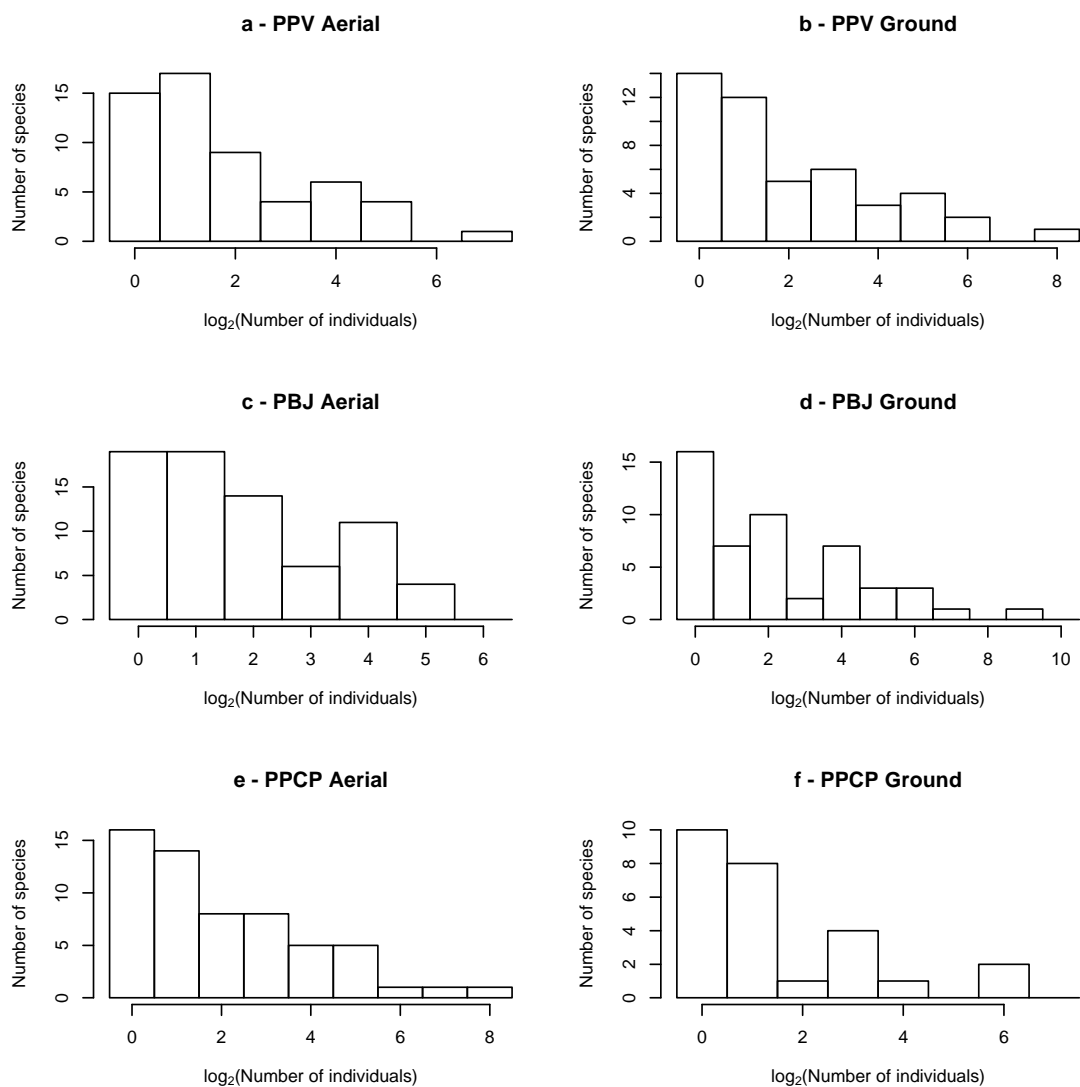 a - PPV Aerial
Number of species
0 5 10 15
0 2 4 6
log₂(Number of individuals)
b - PPV Ground
Number of species
0 4 8 12
0 2 4 6 8
log₂(Number of individuals)
c - PBJ Aerial
Number of species
0 5 10 15
0 1 2 3 4 5 6
log₂(Number of individuals)
d - PBJ Ground
Number of species
0 5 10 15
0 2 4 6 8 10
log₂(Number of individuals)
e - PPCP Aerial
Number of species
0 5 10 15
0 2 4 6 8
log₂(Number of individuals)
f - PPCP Ground
Number of species
0 2 4 6 8 10
0 2 4 6
log₂(Number of individuals)